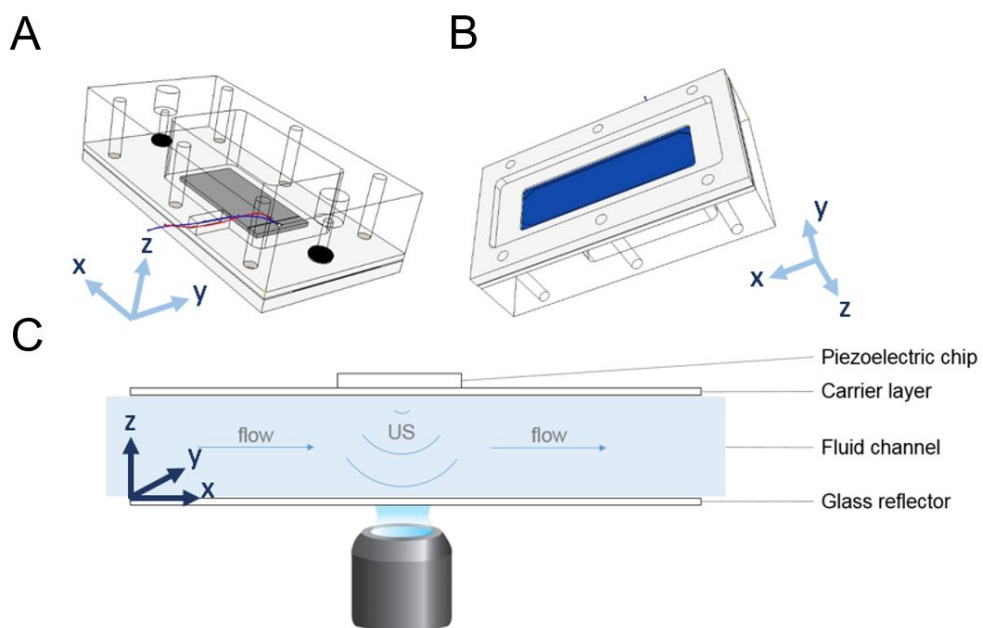 A
B
z
x
y
y
x
z
C
Piezoelectric chip
Carrier layer
z
flow
US
flow
Fluid channel
y
x
Glass reflector